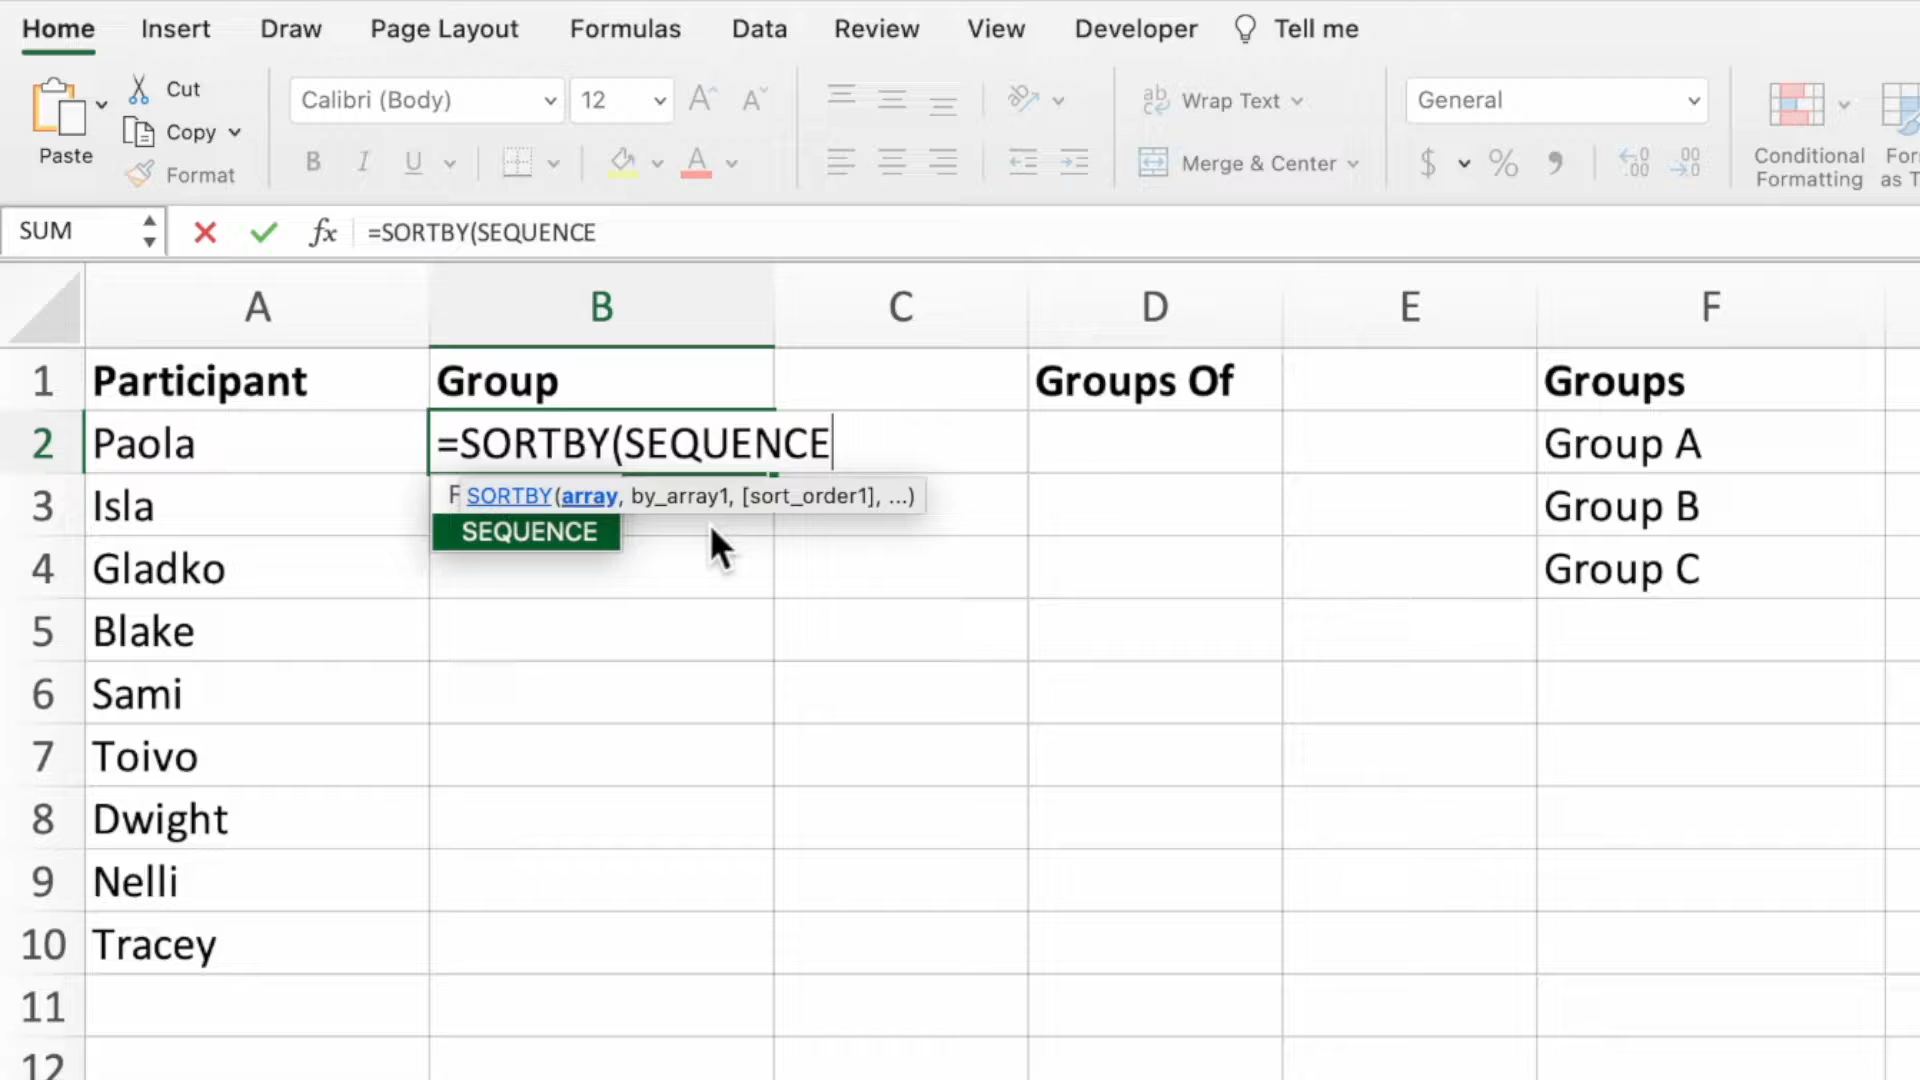 Home Insert Draw Page Layout Formulas Data Review View Developer Tell me
Paste
Cut
Copy
Format
Calibri (Body) 12
B I U
ab
Wrap Text
Merge & Center
General
$ %
Conditional
Formatting
as T
SUM fx =SORTBY(SEQUENCE
A B C D E F
1 Participant Group Groups Of Groups
2 Paola =SORTBY(SEQUENCE Group A
SORTBY(array, by_array1, [sort_order1], ...)
3 Isla Group B
SEQUENCE
4 Gladko Group C
5 Blake
6 Sami
7 Toivo
8 Dwight
9 Nelli
10 Tracey
11
12